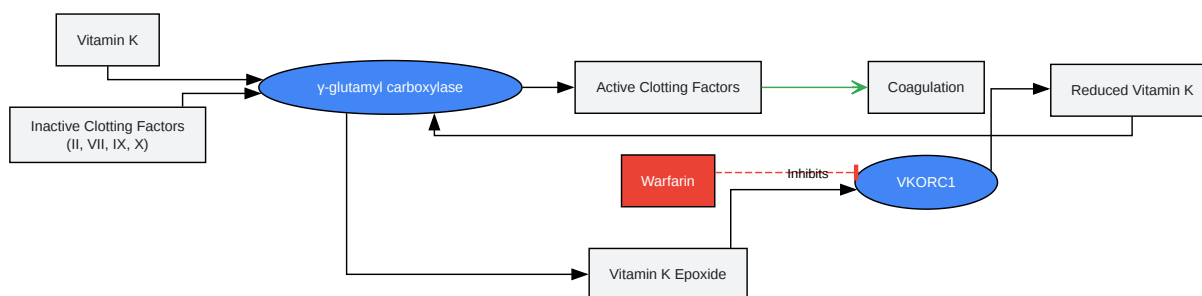 Vitamin K
Inactive Clotting Factors
(II, VII, IX, X)
γ-glutamyl carboxylase
Active Clotting Factors
Coagulation
Reduced Vitamin K
Warfarin
Inhibits
VKORC1
Vitamin K Epoxide